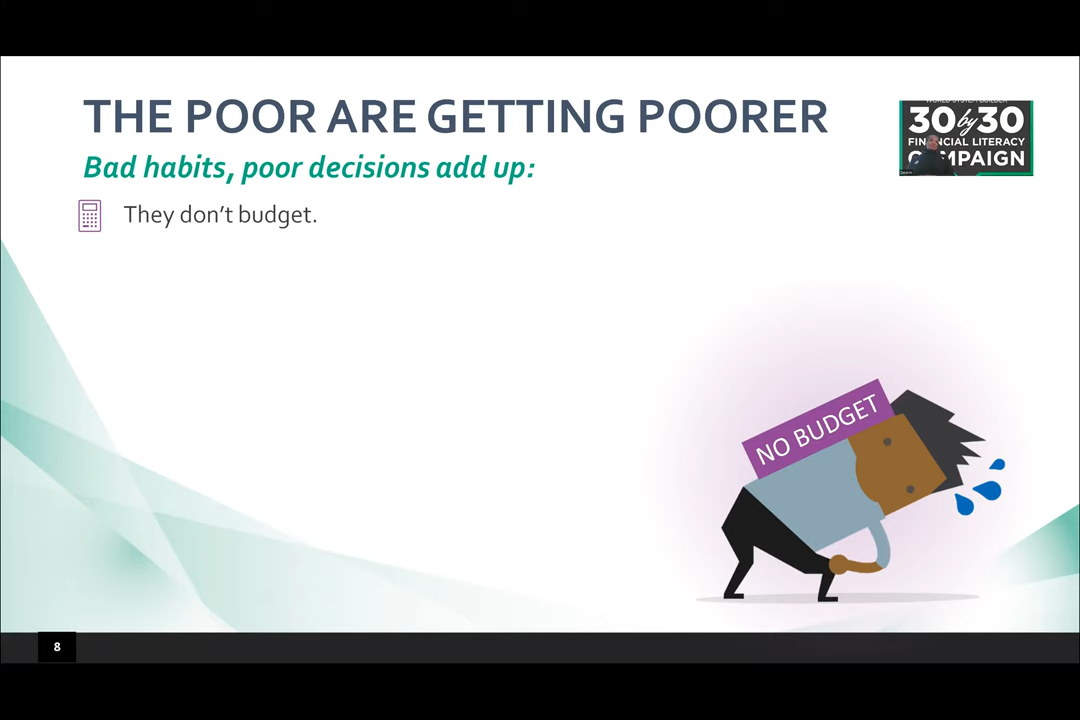 THE POOR ARE GETTING POORER
Bad habits, poor decisions add up:
They don't budget.
30 by 30
FINANCIAL LITERACY
NO BUDGET
8